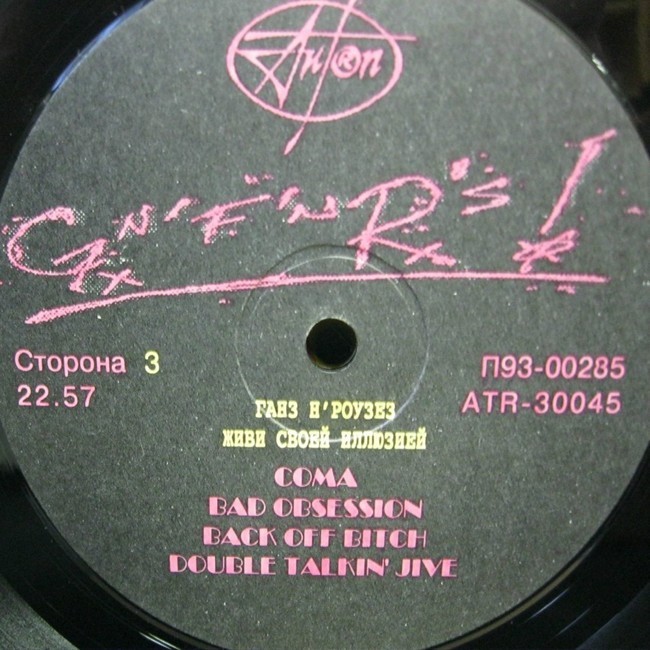 AnTrop ®
G N' F' N' R's !
Сторона 3
22.57
П93-00285
ATR-30045
ГАНЗ Н'РОУЗЕЗ
ЖИВИ СВОЕЙ ИЛЛЮЗИЕЙ
COMA
BAD OBSESSION
BACK OFF BITCH
DOUBLE TALKIN' JIVE